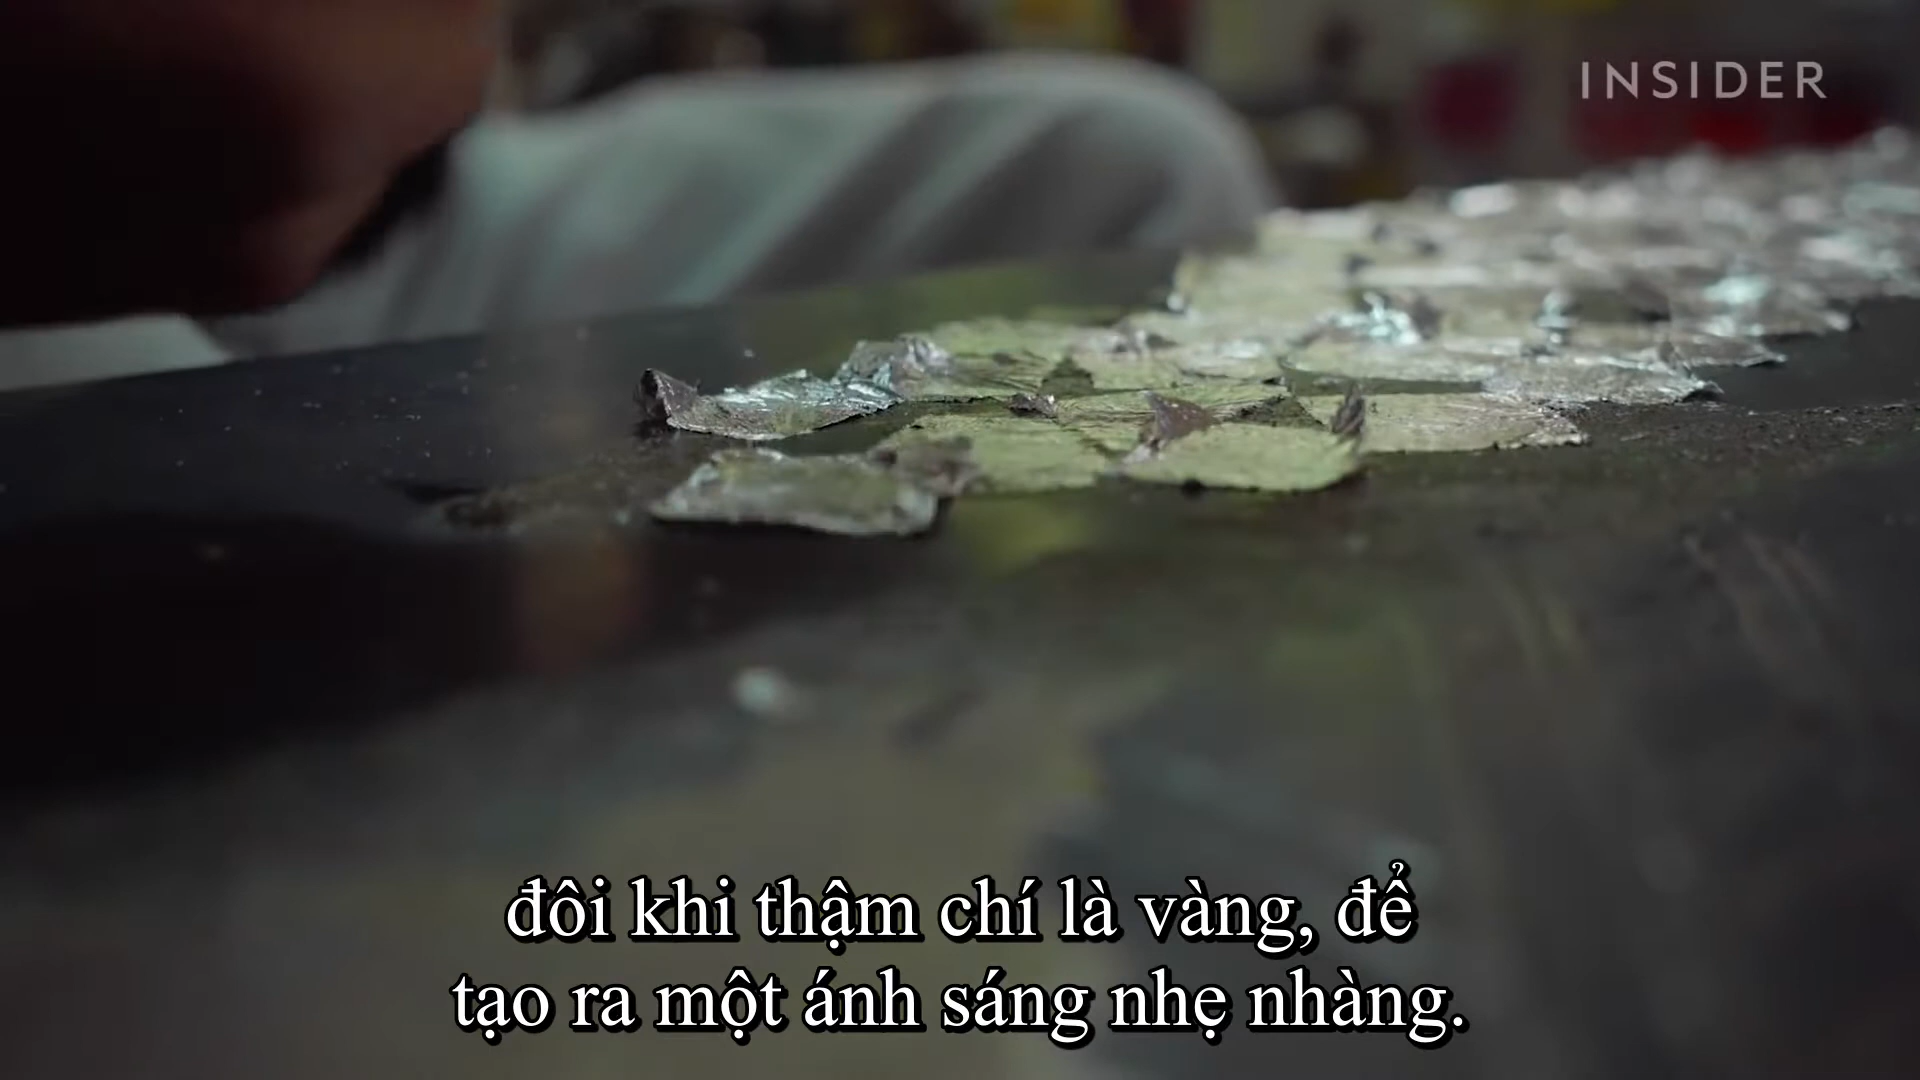 INSIDER
đôi khi thậm chí là vàng, để
tạo ra một ánh sáng nhẹ nhàng.